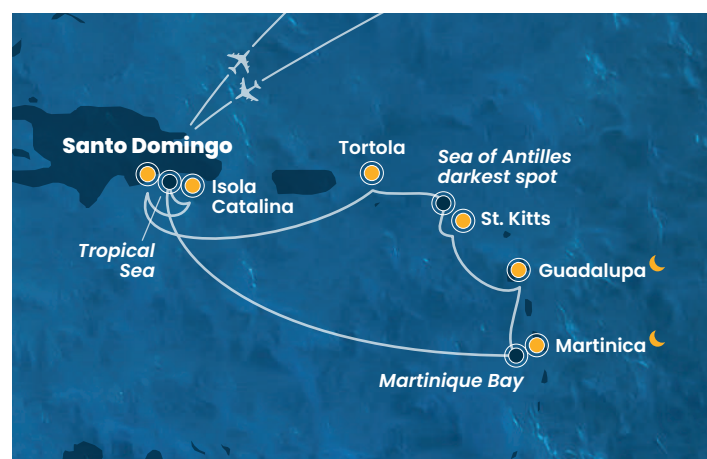 Santo Domingo
Tortola
Sea of Antilles
darkest spot
Isola
Catalina
St. Kitts
Tropical
Sea
Guadalupa
Martinica
Martinique Bay